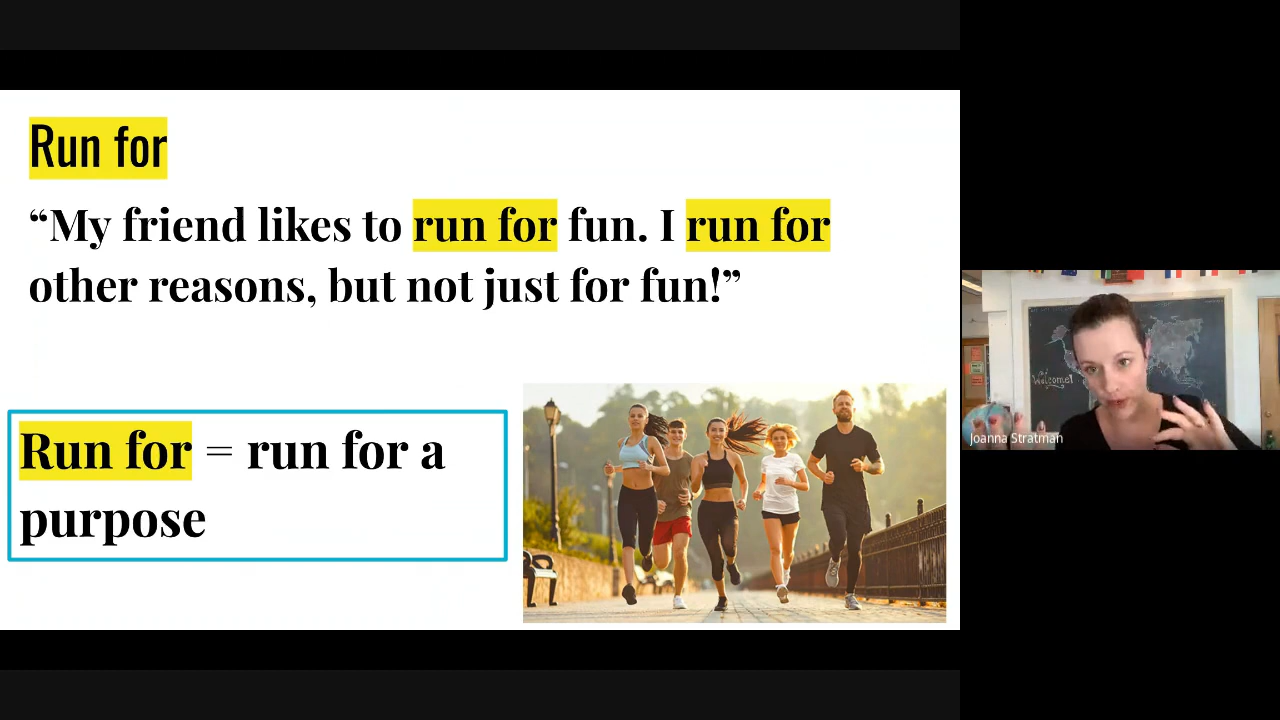 Run for
“My friend likes to run for fun. I run for
other reasons, but not just for fun!”
Run for = run for a
purpose
Welcome!
Joanna Stratman